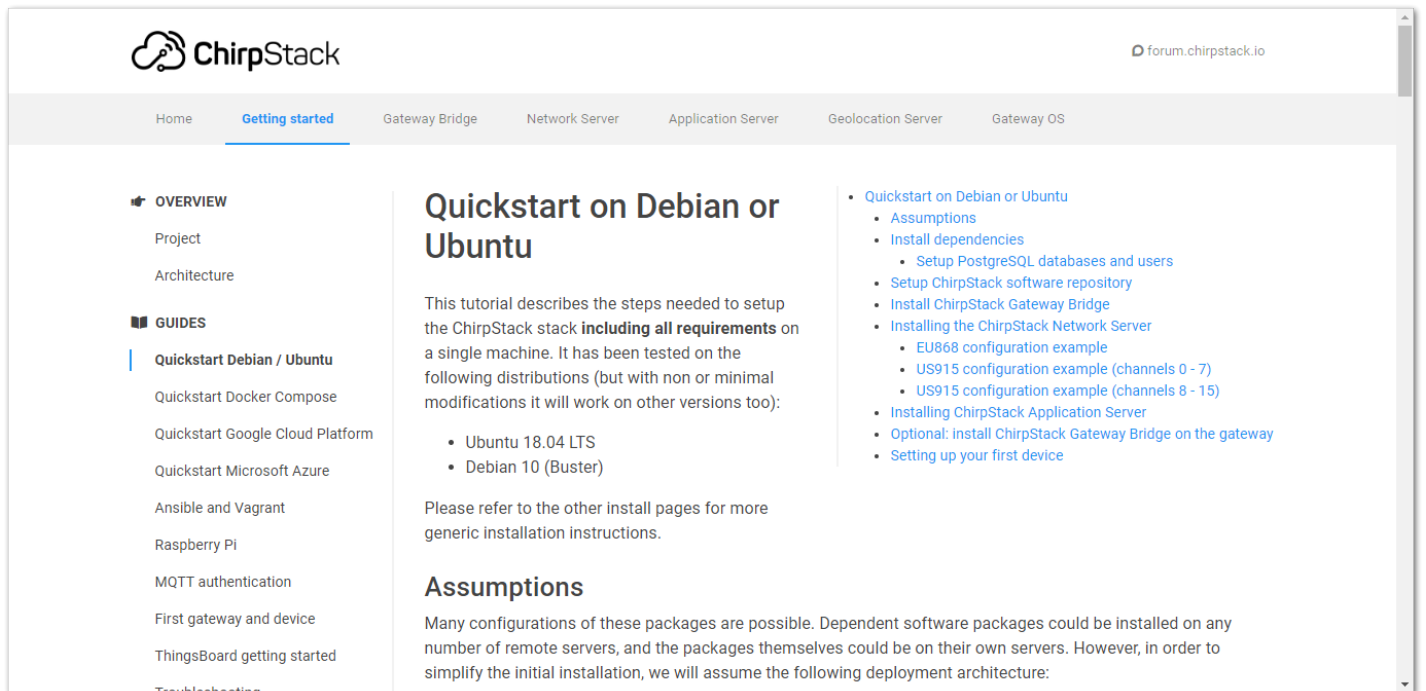 ChirpStack
forum.chirpstack.io
Home
Getting started
Gateway Bridge
Network Server
Application Server
Geolocation Server
Gateway OS
OVERVIEW
Project
Architecture
GUIDES
Quickstart Debian / Ubuntu
Quickstart Docker Compose
Quickstart Google Cloud Platform
Quickstart Microsoft Azure
Ansible and Vagrant
Raspberry Pi
MQTT authentication
First gateway and device
ThingsBoard getting started
Troubleshooting
Quickstart on Debian or
Ubuntu
This tutorial describes the steps needed to setup
the ChirpStack stack including all requirements on
a single machine. It has been tested on the
following distributions (but with non or minimal
modifications it will work on other versions too):
• Ubuntu 18.04 LTS
• Debian 10 (Buster)
Please refer to the other install pages for more
generic installation instructions.
• Quickstart on Debian or Ubuntu
• Assumptions
• Install dependencies
• Setup PostgreSQL databases and users
• Setup ChirpStack software repository
• Install ChirpStack Gateway Bridge
• Installing the ChirpStack Network Server
• EU868 configuration example
• US915 configuration example (channels 0 - 7)
• US915 configuration example (channels 8 - 15)
• Installing ChirpStack Application Server
• Optional: install ChirpStack Gateway Bridge on the gateway
• Setting up your first device
Assumptions
Many configurations of these packages are possible. Dependent software packages could be installed on any
number of remote servers, and the packages themselves could be on their own servers. However, in order to
simplify the initial installation, we will assume the following deployment architecture: